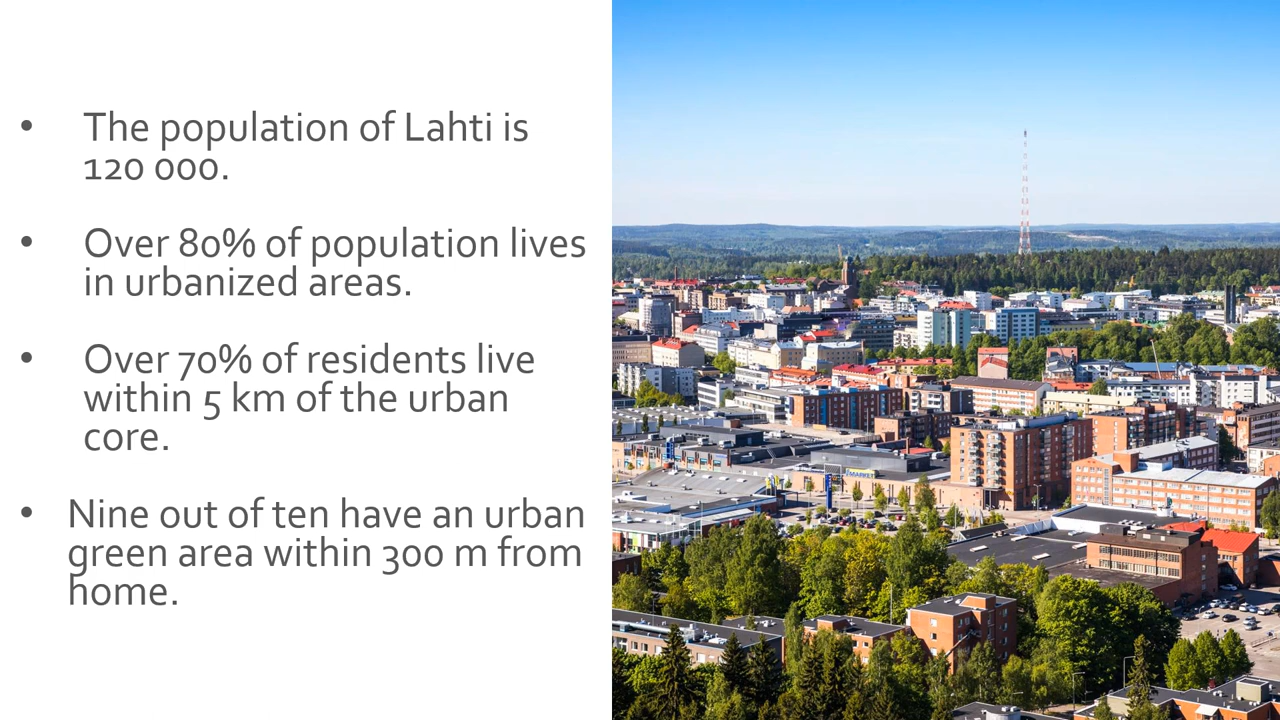 • The population of Lahti is
120 000.
• Over 80% of population lives
in urbanized areas.
• Over 70% of residents live
within 5 km of the urban
core.
• Nine out of ten have an urban
green area within 300 m from
home.